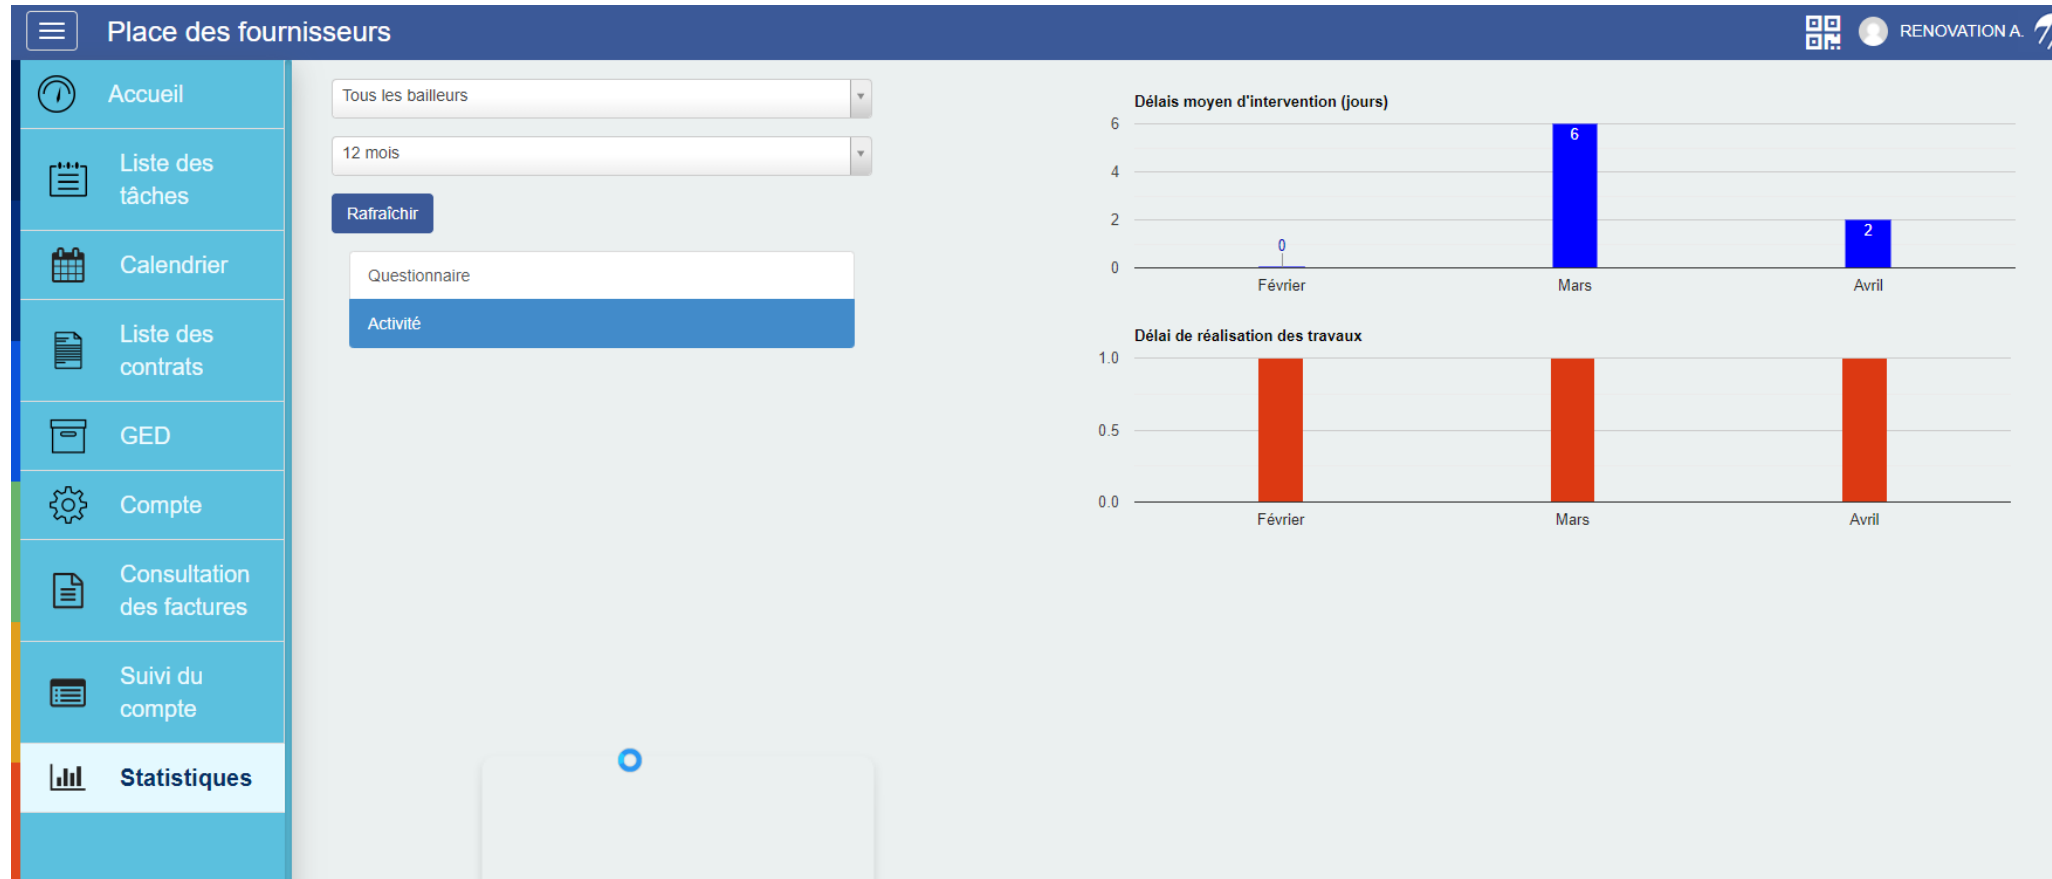 Place des fournisseurs
RENOVATION A.
Accueil
Liste des
tâches
Calendrier
Liste des
contrats
GED
Compte
Consultation
des factures
Suivi du
compte
Statistiques
Tous les bailleurs
12 mois
Rafraîchir
Questionnaire
Activité
Délais moyen d'intervention (jours)
6
4
2
0
0
6
2
Février
Mars
Avril
Délai de réalisation des travaux
1.0
0.5
0.0
Février
Mars
Avril